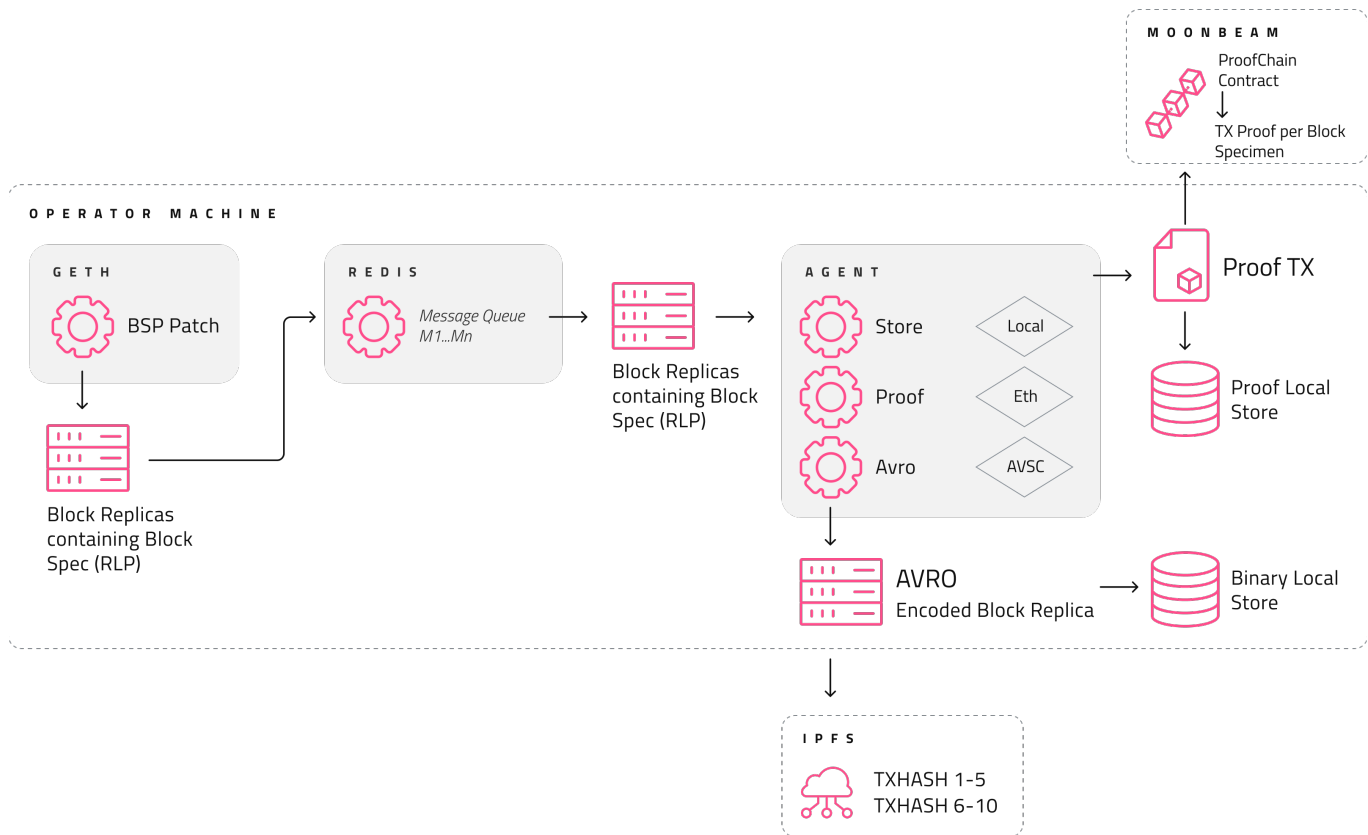 MOONBEAM
ProofChain
Contract
TX Proof per Block
Specimen
OPERATOR MACHINE
GETH
BSP Patch
Block Replicas
containing Block
Spec (RLP)
REDIS
Message Queue
M1...Mn
Block Replicas
containing Block
Spec (RLP)
AGENT
Store
Local
Proof
Eth
Avro
AVSC
Proof TX
Proof Local
Store
AVRO
Encoded Block Replica
Binary Local
Store
IPFS
TXHASH 1-5
TXHASH 6-10